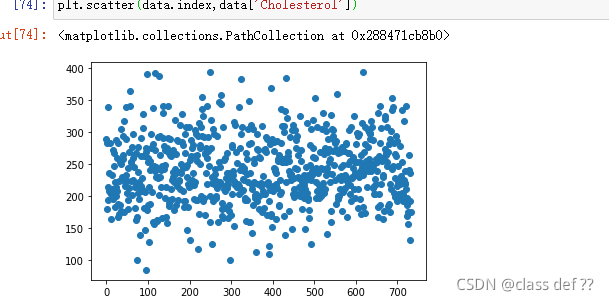 [74]: plt.scatter(data.index,data['Cholesterol'])
ut[74]: <matplotlib.collections.PathCollection at 0x288471cb8b0>
400
350
300
250
200
150
100
0 100 200 300 400 500 600 700
CSDN @class def ??